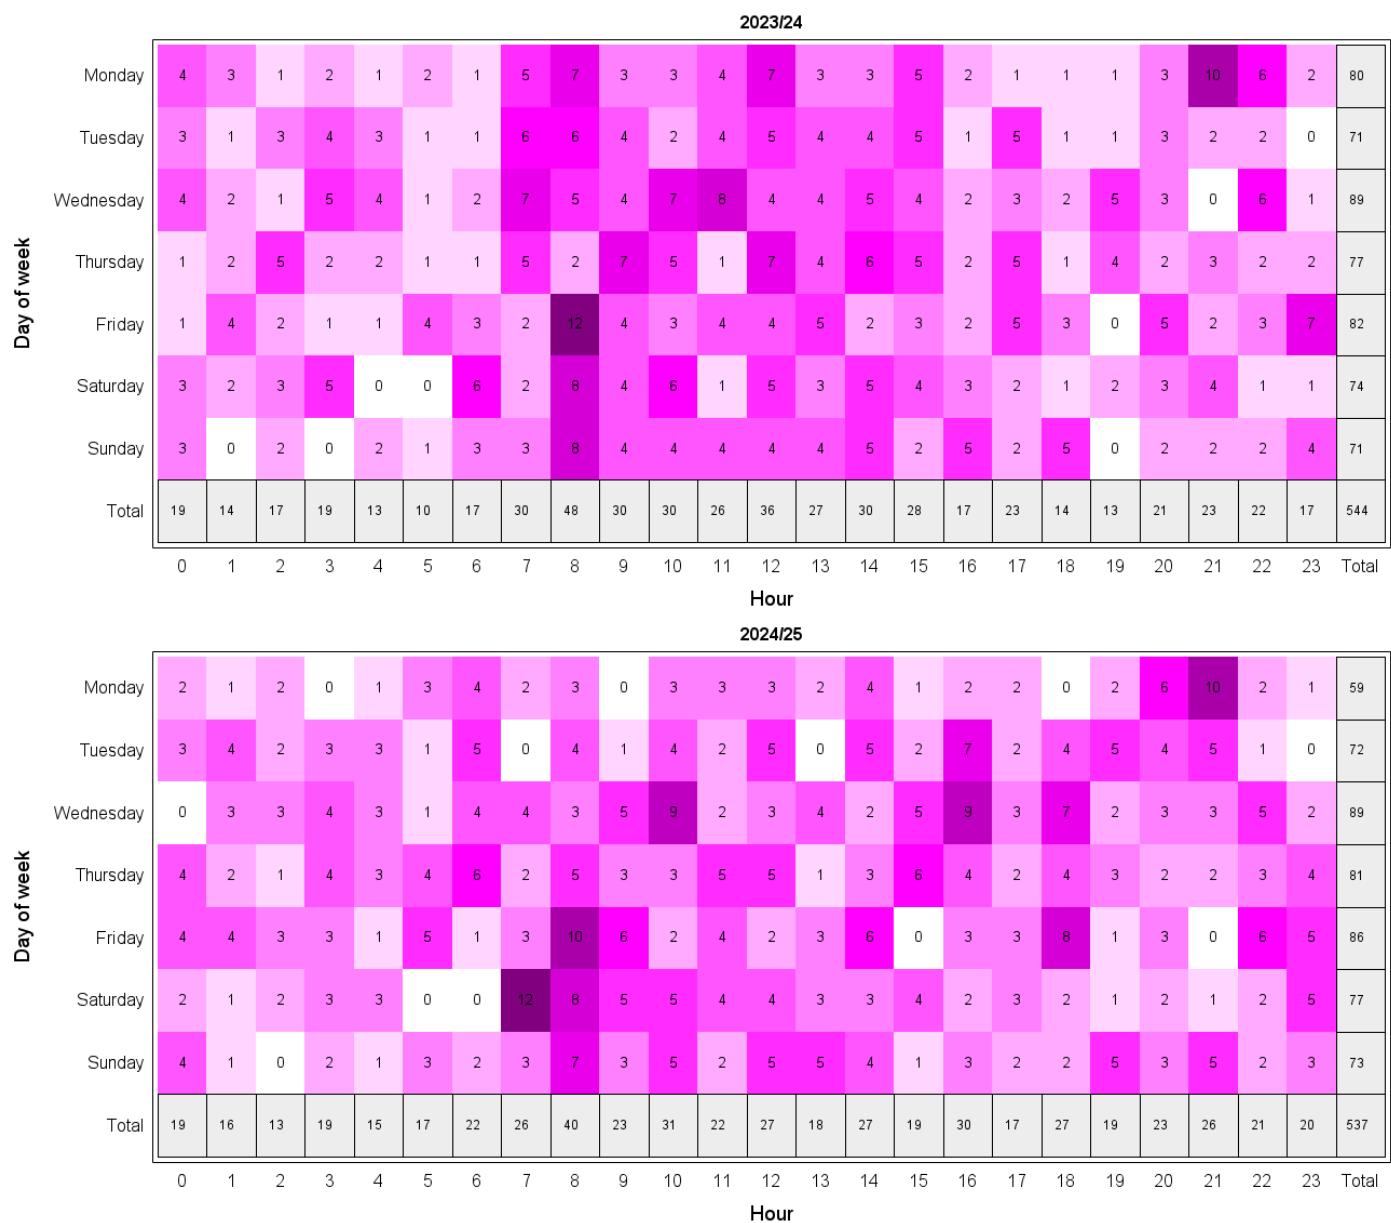 2023/24
Day of week
Monday 4 3 1 2 1 2 1 5 7 3 3 4 7 3 3 5 2 1 1 1 3 10 6 2 80
Tuesday 3 1 3 4 3 1 1 6 6 4 2 4 5 4 4 5 1 5 1 1 3 2 2 0 71
Wednesday 4 2 1 5 4 1 2 7 5 4 7 8 4 4 5 4 2 3 2 5 3 0 6 1 89
Thursday 1 2 5 2 2 1 1 5 2 7 5 1 7 4 6 5 2 5 1 4 2 3 2 2 77
Friday 1 4 2 1 1 4 3 2 12 4 3 4 4 5 2 3 2 5 3 0 5 2 3 7 82
Saturday 3 2 3 5 0 0 6 2 8 4 6 1 5 3 5 4 3 2 1 2 3 4 1 1 74
Sunday 3 0 2 0 2 1 3 3 8 4 4 4 4 4 5 2 5 2 5 0 2 2 2 4 71
Total 19 14 17 19 13 10 17 30 48 30 30 26 36 27 30 28 17 23 14 13 21 23 22 17 544
0 1 2 3 4 5 6 7 8 9 10 11 12 13 14 15 16 17 18 19 20 21 22 23 Total
Hour
2024/25
Day of week
Monday 2 1 2 0 1 3 4 2 3 0 3 3 3 2 4 1 2 2 0 2 6 10 2 1 59
Tuesday 3 4 2 3 3 1 5 0 4 1 4 2 5 0 5 2 7 2 4 5 4 5 1 0 72
Wednesday 0 3 3 4 3 1 4 4 3 5 9 2 3 4 2 5 9 3 7 2 3 3 5 2 89
Thursday 4 2 1 4 3 4 6 2 5 3 3 5 5 1 3 6 4 2 4 3 2 2 3 4 81
Friday 4 4 3 3 1 5 1 3 10 6 2 4 2 3 6 0 3 3 8 1 3 0 6 5 86
Saturday 2 1 2 3 3 0 0 12 8 5 5 4 4 3 3 4 2 3 2 1 2 1 2 5 77
Sunday 4 1 0 2 1 3 2 3 7 3 5 2 5 5 4 1 3 2 2 5 3 5 2 3 73
Total 19 16 13 19 15 17 22 26 40 23 31 22 27 18 27 19 30 17 27 19 23 26 21 20 537
0 1 2 3 4 5 6 7 8 9 10 11 12 13 14 15 16 17 18 19 20 21 22 23 Total
Hour